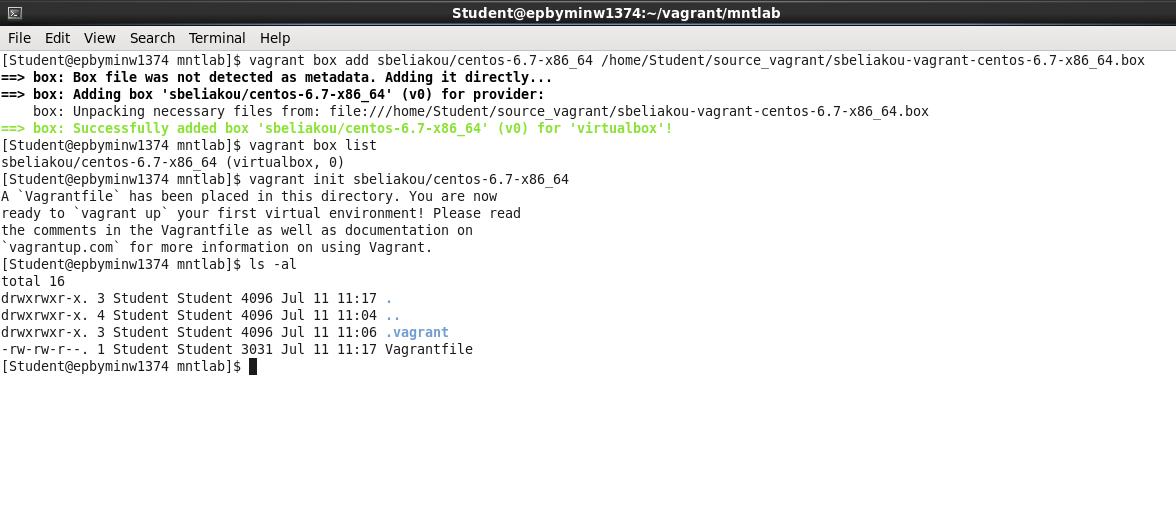 Student@epbyminw1374:~/vagrant/mntlab
File Edit View Search Terminal Help
[Student@epbyminw1374 mntlab]$ vagrant box add sbeliakou/centos-6.7-x86_64 /home/Student/source_vagrant/sbeliakou-vagrant-centos-6.7-x86_64.box
==> box: Box file was not detected as metadata. Adding it directly...
==> box: Adding box 'sbeliakou/centos-6.7-x86_64' (v0) for provider:
    box: Unpacking necessary files from: file:///home/Student/source_vagrant/sbeliakou-vagrant-centos-6.7-x86_64.box
==> box: Successfully added box 'sbeliakou/centos-6.7-x86_64' (v0) for 'virtualbox'!
[Student@epbyminw1374 mntlab]$ vagrant box list
sbeliakou/centos-6.7-x86_64 (virtualbox, 0)
[Student@epbyminw1374 mntlab]$ vagrant init sbeliakou/centos-6.7-x86_64
A `Vagrantfile` has been placed in this directory. You are now
ready to `vagrant up` your first virtual environment! Please read
the comments in the Vagrantfile as well as documentation on
`vagrantup.com` for more information on using Vagrant.
[Student@epbyminw1374 mntlab]$ ls -al
total 16
drwxrwxr-x. 3 Student Student 4096 Jul 11 11:17 .
drwxrwxr-x. 4 Student Student 4096 Jul 11 11:04 ..
drwxrwxr-x. 3 Student Student 4096 Jul 11 11:06 .vagrant
-rw-rw-r--. 1 Student Student 3031 Jul 11 11:17 Vagrantfile
[Student@epbyminw1374 mntlab]$